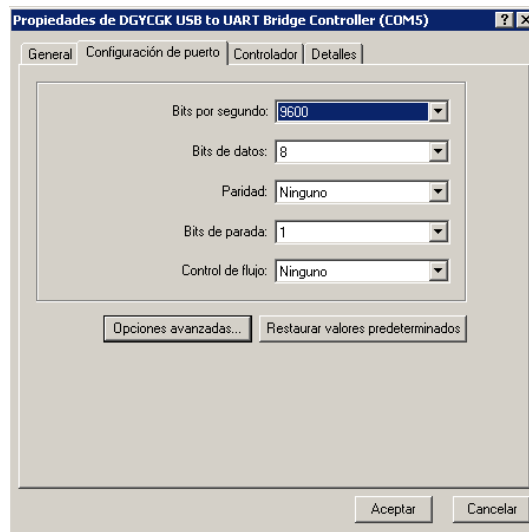 Propiedades de DGYCGK USB to UART Bridge Controller (COM5)
General Configuración de puerto Controlador Detalles
Bits por segundo: 9600
Bits de datos: 8
Paridad: Ninguno
Bits de parada: 1
Control de flujo: Ninguno
Opciones avanzadas... Restaurar valores predeterminados
Aceptar Cancelar